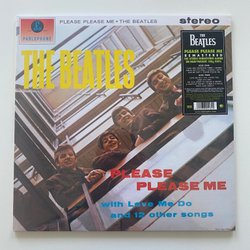 PARLOPHONE
PLEASE PLEASE ME • THE BEATLES
stereo
THE BEATLES
THE
BEATLES
PLEASE PLEASE ME
REMASTERED
PLEASE
PLEASE ME
with Love Me Do
and 12 other songs